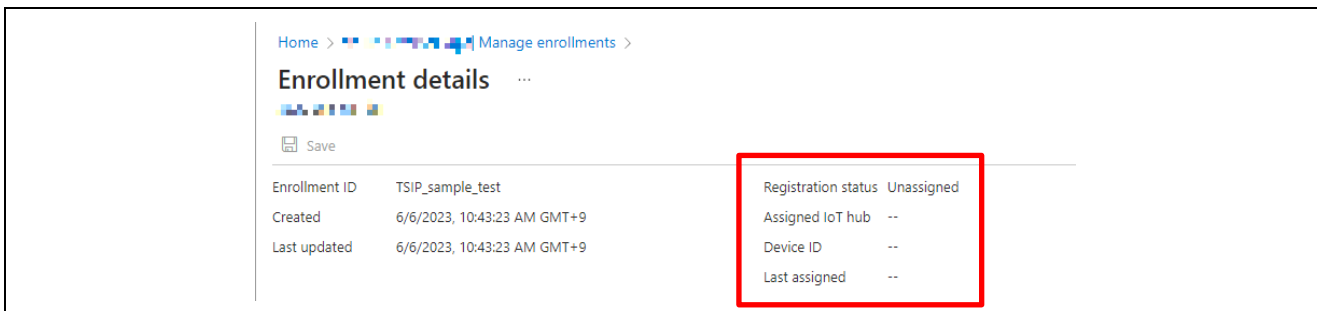 Home > Manage enrollments >
Enrollment details ...
Save
Enrollment ID TSIP_sample_test
Created 6/6/2023, 10:43:23 AM GMT+9
Last updated 6/6/2023, 10:43:23 AM GMT+9
Registration status Unassigned
Assigned IoT hub --
Device ID --
Last assigned --